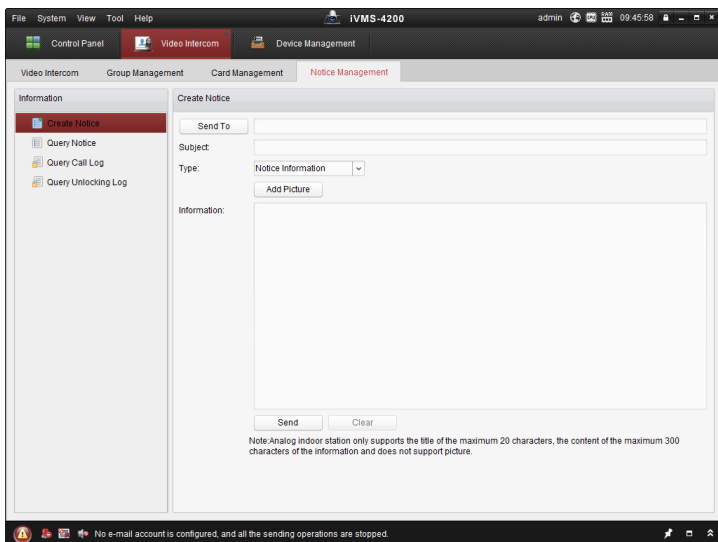 File System View Tool Help iVMS-4200 admin 09:45:58
Control Panel Video Intercom Device Management
Video Intercom Group Management Card Management Notice Management
Information Create Notice
Create Notice Send To
Query Notice Subject:
Query Call Log Type: Notice Information
Query Unlocking Log Add Picture
Information:
Send Clear
Note:Analog indoor station only supports the title of the maximum 20 characters, the content of the maximum 300
characters of the information and does not support picture.
No e-mail account is configured, and all the sending operations are stopped.